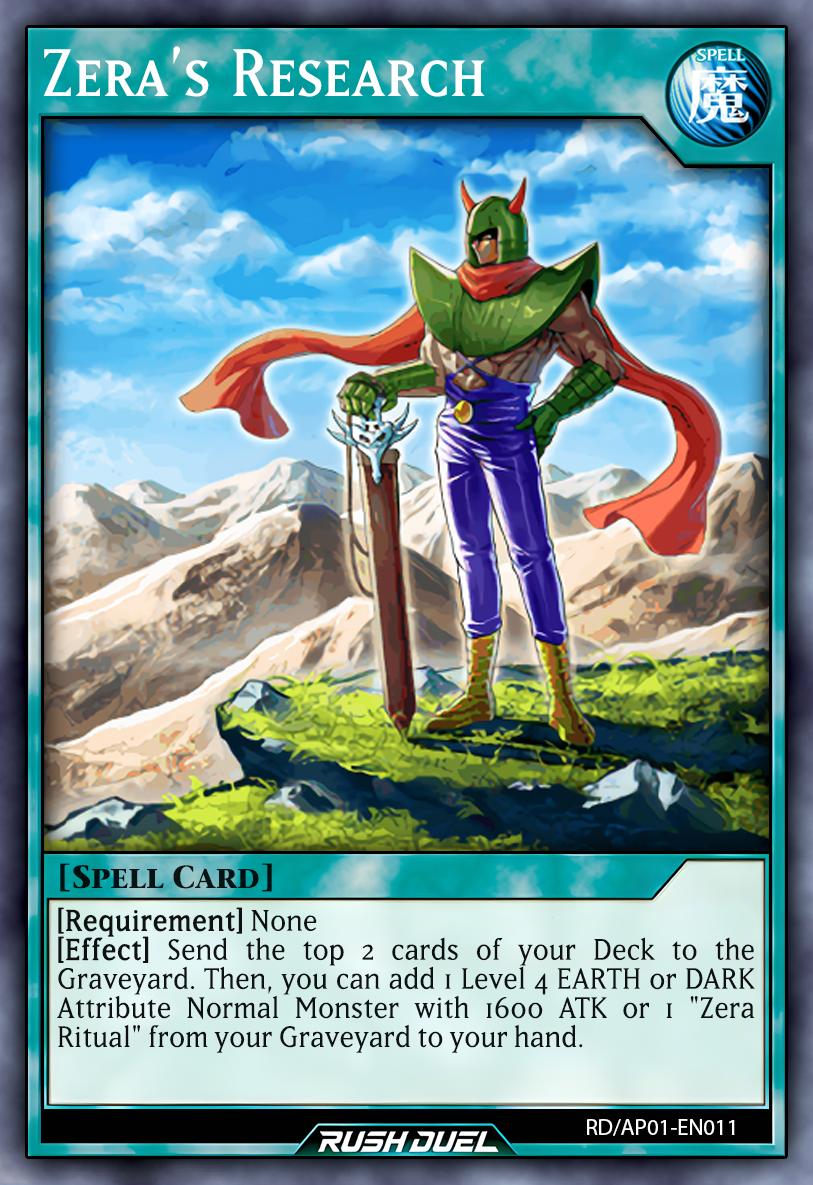 Zera's Research
SPELL
魔
[Spell Card]
[Requirement] None
[Effect] Send the top 2 cards of your Deck to the
Graveyard. Then, you can add 1 Level 4 EARTH or DARK
Attribute Normal Monster with 1600 ATK or 1 "Zera
Ritual" from your Graveyard to your hand.
RD/AP01-EN011
RUSH DUEL